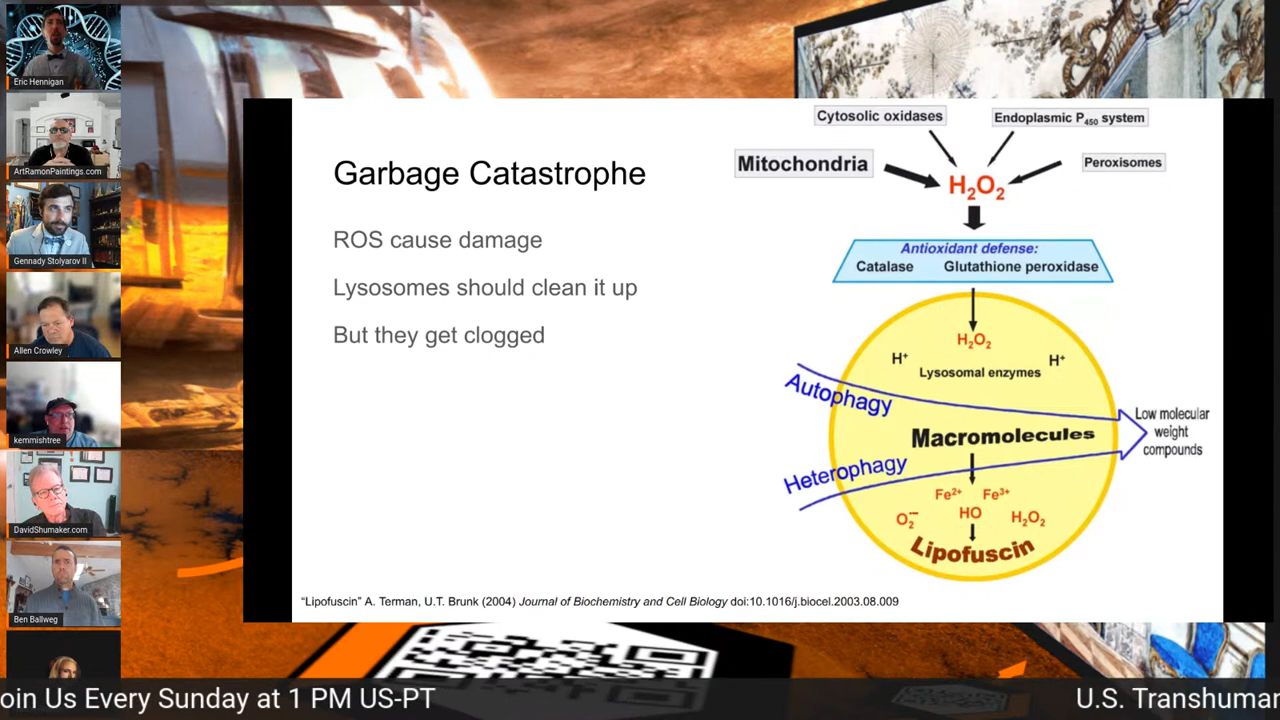 Eric Hennigan
ArtRamonPaintings.com
Gennady Stolyarov II
Allen Crowley
kemmishtree
DavidShumaker.com
Ben Ballweg
Garbage Catastrophe
ROS cause damage
Lysosomes should clean it up
But they get clogged
Cytosolic oxidases
Endoplasmic P450 system
Mitochondria
Peroxisomes
H2O2
Antioxidant defense:
Catalase Glutathione peroxidase
H2O2
H+ H+
Lysosomal enzymes
Autophagy
Macromolecules
Heterophagy
Low molecular
weight
compounds
Fe2+ Fe3+
O2− HO H2O2
Lipofuscin
"Lipofuscin" A. Terman, U.T. Brunk (2004) Journal of Biochemistry and Cell Biology doi:10.1016/j.biocel.2003.08.009
oin Us Every Sunday at 1 PM US-PT U.S. Transhuman